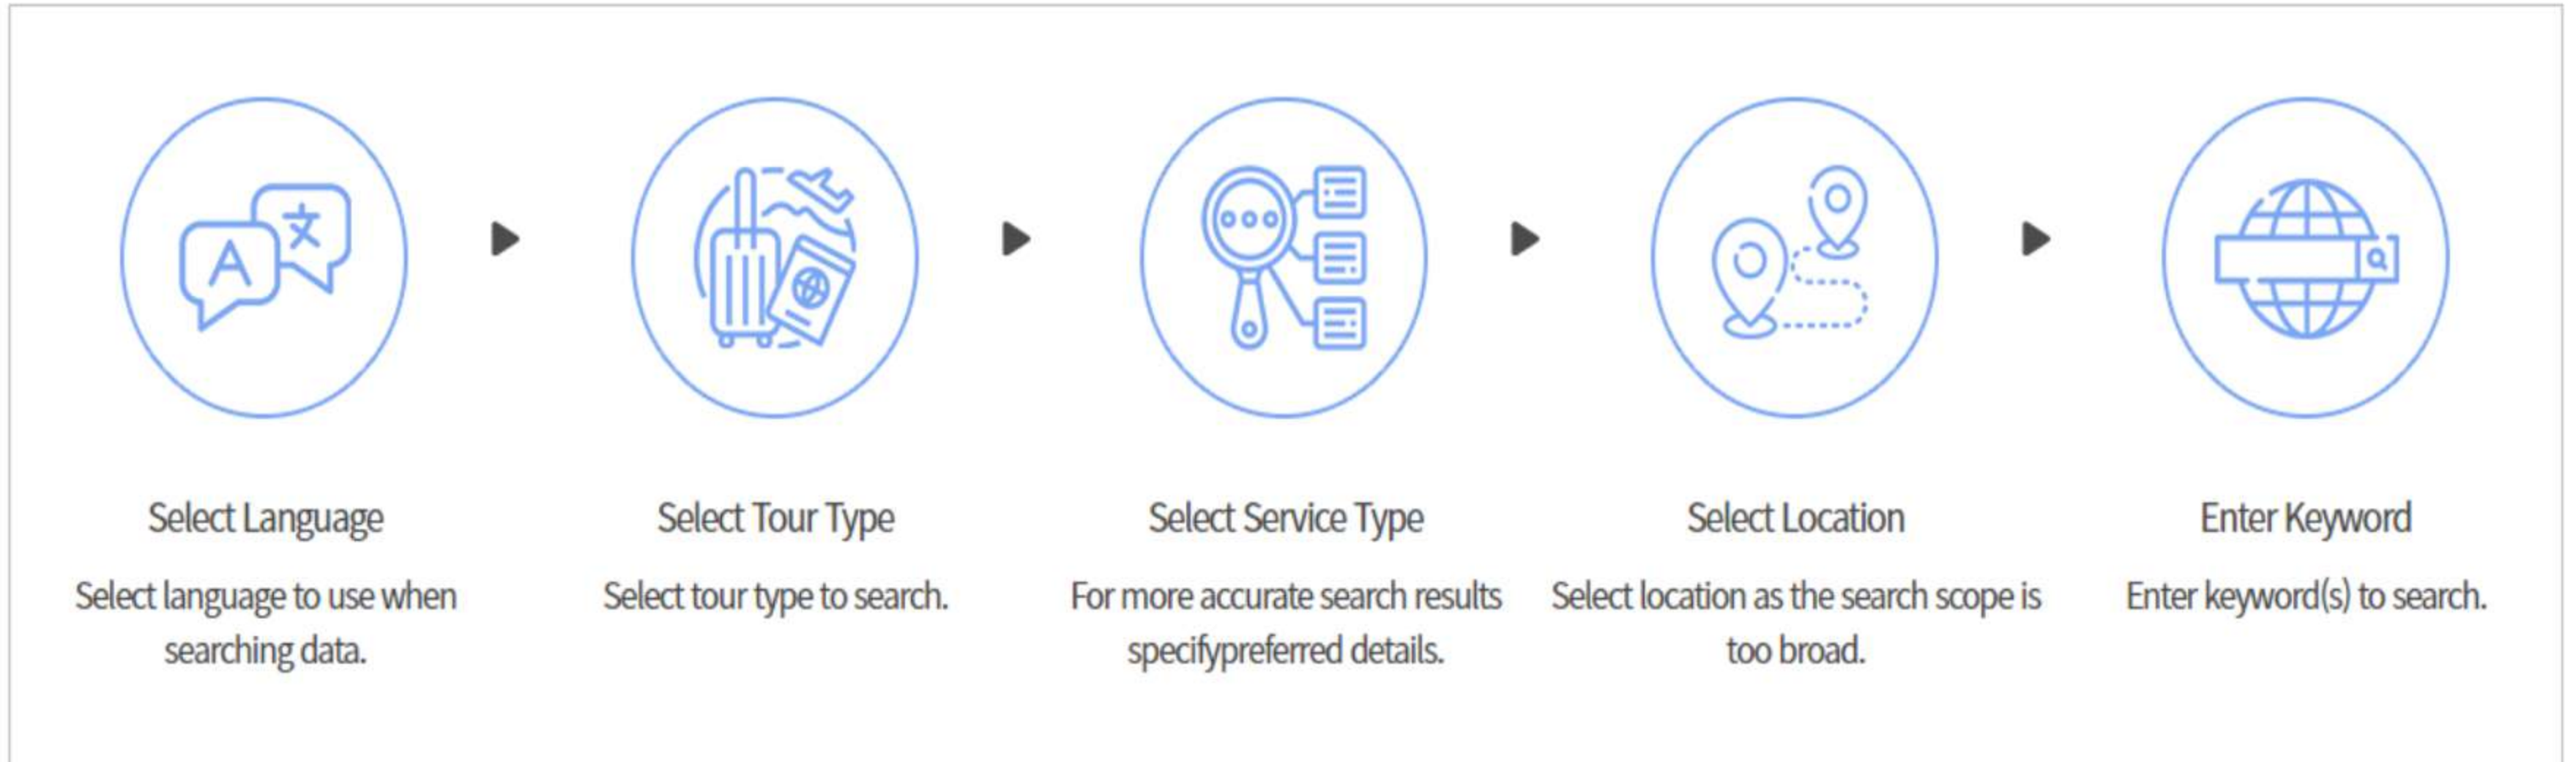 A
文
Select Language
Select language to use when
searching data.
Select Tour Type
Select tour type to search.
Select Service Type
For more accurate search results
specifypreferred details.
Select Location
Select location as the search scope is
too broad.
Enter Keyword
Enter keyword(s) to search.